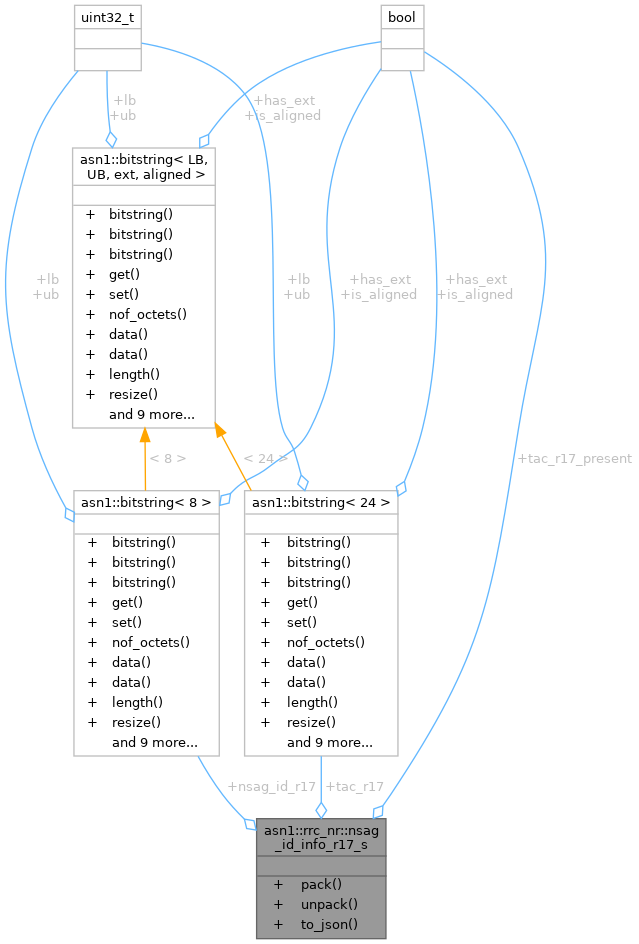 uint32_t
bool
+lb
+ub
+has_ext
+is_aligned
asn1::bitstring< LB,
UB, ext, aligned >
+ bitstring()
+ bitstring()
+ bitstring()
+ get()
+ set()
+ nof_octets()
+ data()
+ data()
+ length()
+ resize()
and 9 more...
+lb
+ub
+lb
+ub
+has_ext
+is_aligned
+has_ext
+is_aligned
< 8 >
< 24 >
+tac_r17_present
asn1::bitstring< 8 >
+ bitstring()
+ bitstring()
+ bitstring()
+ get()
+ set()
+ nof_octets()
+ data()
+ data()
+ length()
+ resize()
and 9 more...
asn1::bitstring< 24 >
+ bitstring()
+ bitstring()
+ bitstring()
+ get()
+ set()
+ nof_octets()
+ data()
+ data()
+ length()
+ resize()
and 9 more...
+nsag_id_r17
+tac_r17
asn1::rrc_nr::nsag
_id_info_r17_s
+ pack()
+ unpack()
+ to_json()